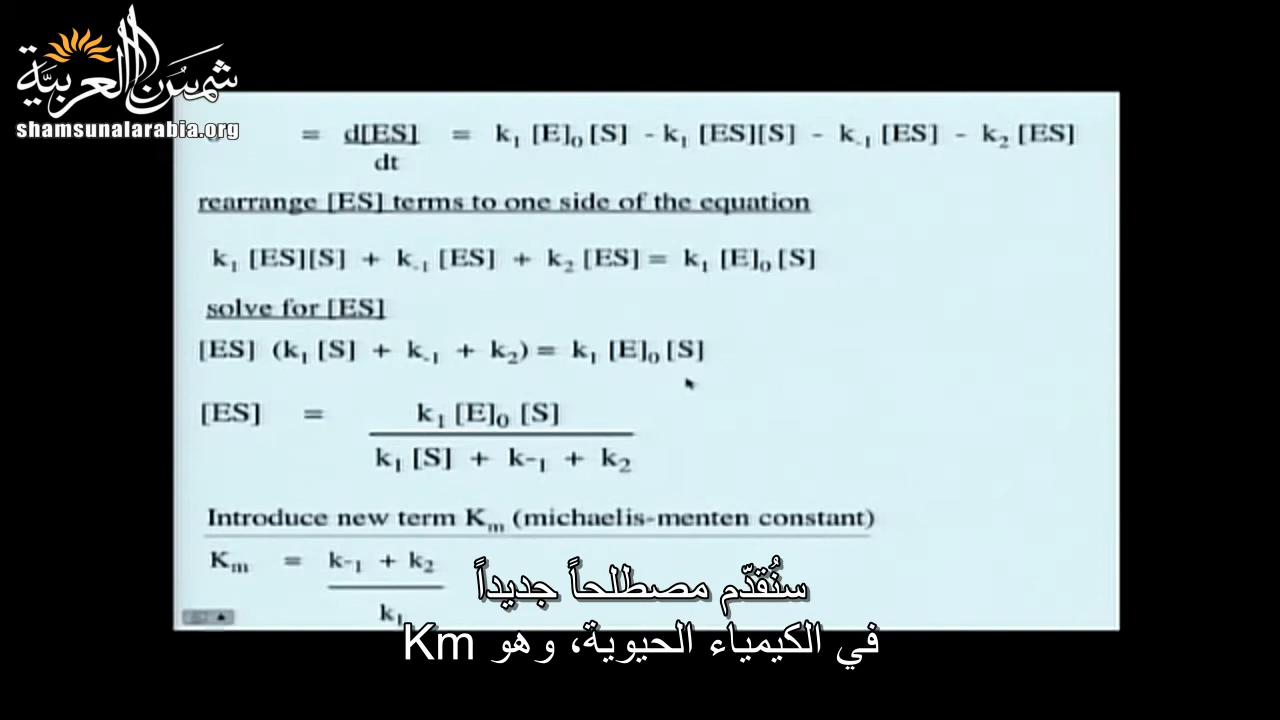 شمس العربية
shamsunalarabia.org
= d[ES] = k₁ [E]₀ [S] - k₁ [ES][S] - k₋₁ [ES] - k₂ [ES]
dt
rearrange [ES] terms to one side of the equation
k₁ [ES][S] + k₋₁ [ES] + k₂ [ES] = k₁ [E]₀ [S]
solve for [ES]
[ES] (k₁ [S] + k₋₁ + k₂) = k₁ [E]₀ [S]
[ES] = k₁ [E]₀ [S]
k₁ [S] + k-₁ + k₂
Introduce new term Kₘ (michaelis-menten constant)
Kₘ = k-₁ + k₂
k₁
سنُقدّم مصطلحاً جديداً
في الكيمياء الحيوية، وهو Km